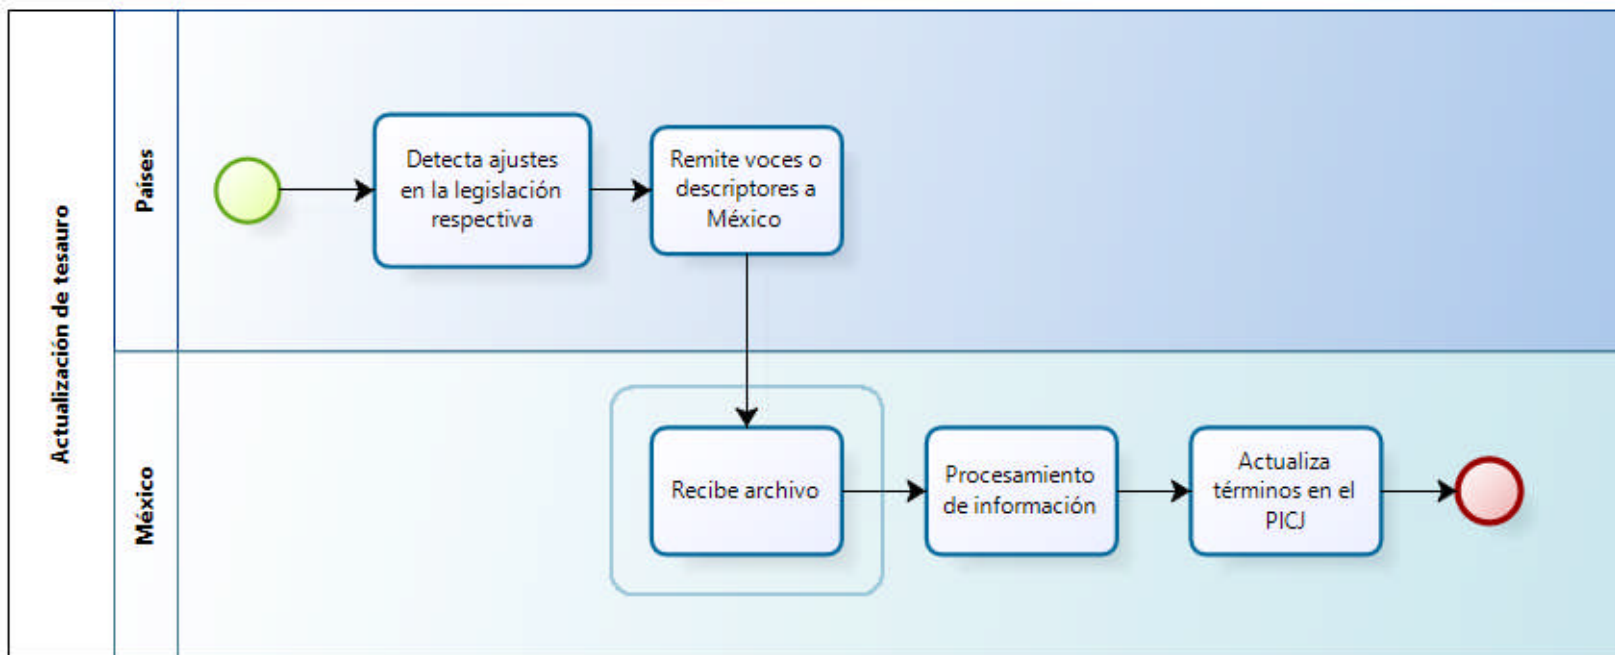 Actualización de tesauro
Países
Detecta ajustes
en la legislación
respectiva
Remite voces o
descriptores a
México
México
Recibe archivo
Procesamiento
de información
Actualiza
términos en el
PICJ